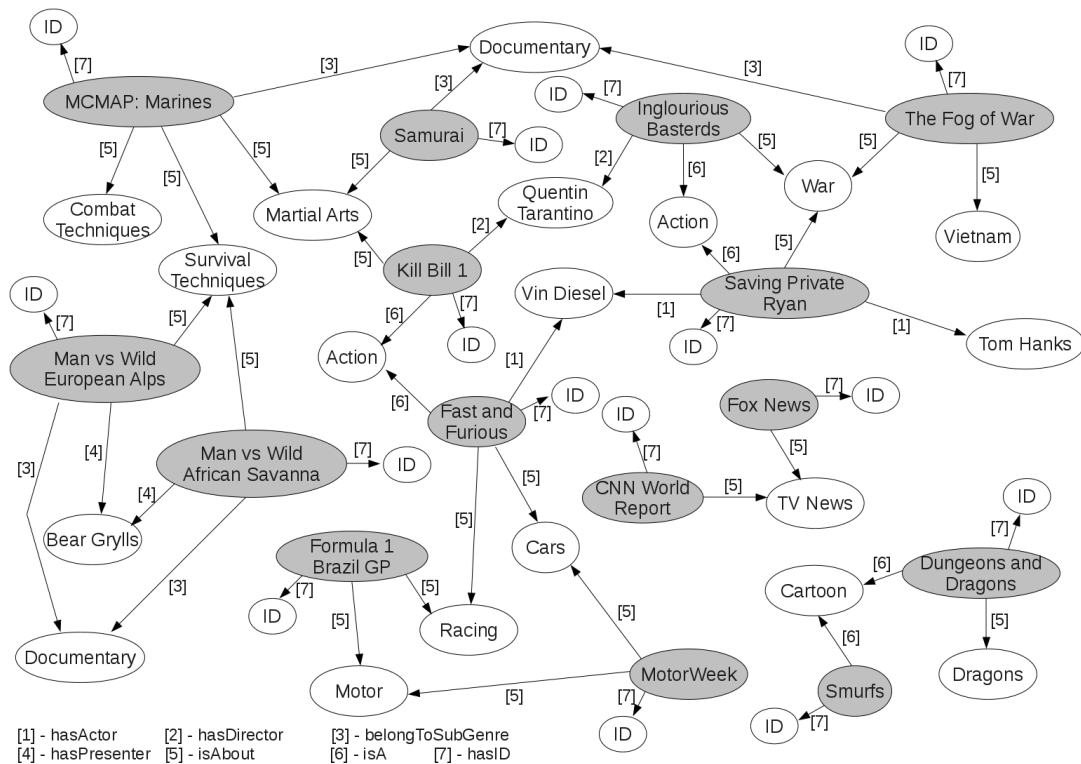 ID
Documentary
ID
[7]
[3]
[3]
[7]
MCMAP: Marines
[3]
[7]
ID
Inglourious
Basterds
The Fog of War
Samurai
[7]
ID
[5]
[5]
[5]
[5]
[2]
[5]
[5]
[5]
[6]
[5]
Combat
Techniques
Martial Arts
Quentin
Tarantino
War
Action
Vietnam
[2]
[5]
[6]
[5]
Survival
Techniques
Kill Bill 1
Vin Diesel
Saving Private
Ryan
ID
[7]
[5]
[6]
[7]
[1]
[7]
[1]
ID
ID
Tom Hanks
Man vs Wild
European Alps
[5]
Action
[1]
[6]
Fast and
Furious
[7]
ID
ID
Fox News
[7]
ID
[3]
[4]
Man vs Wild
African Savanna
[7]
ID
[7]
[5]
[4]
[5]
CNN World
Report
[5]
TV News
ID
Bear Grylls
[5]
Cars
[7]
Formula 1
Brazil GP
[6]
Dungeons and
Dragons
[3]
[7]
[5]
Cartoon
ID
[5]
Racing
[5]
[5]
[6]
Documentary
Motor
[5]
MotorWeek
Dragons
Smurfs
[7]
ID
ID
[7]
[1] - hasActor [2] - hasDirector [3] - belongToSubGenre
[4] - hasPresenter [5] - isAbout [6] - isA [7] - hasID